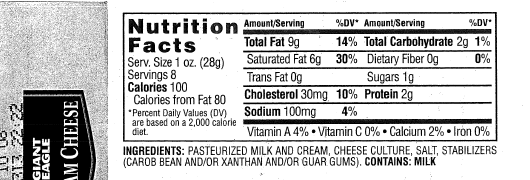 Nutrition Facts
Serv. Size 1 oz. (28g)
Servings 8
Calories 100
Calories from Fat 80
*Percent Daily Values (DV)
are based on a 2,000 calorie
diet.
Amount/Serving %DV* Amount/Serving %DV*
Total Fat 9g 14% Total Carbohydrate 2g 1%
Saturated Fat 6g 30% Dietary Fiber 0g 0%
Trans Fat 0g Sugars 1g
Cholesterol 30mg 10% Protein 2g
Sodium 100mg 4%
Vitamin A 4% • Vitamin C 0% • Calcium 2% • Iron 0%
INGREDIENTS: PASTEURIZED MILK AND CREAM, CHEESE CULTURE, SALT, STABILIZERS
(CAROB BEAN AND/OR XANTHAN AND/OR GUAR GUMS). CONTAINS: MILK
GIANT
EAGLE
AM CHEESE